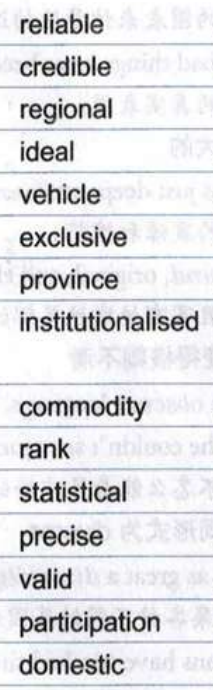 reliable
credible
regional
ideal
vehicle
exclusive
province
institutionalised
commodity
rank
statistical
precise
valid
participation
domestic